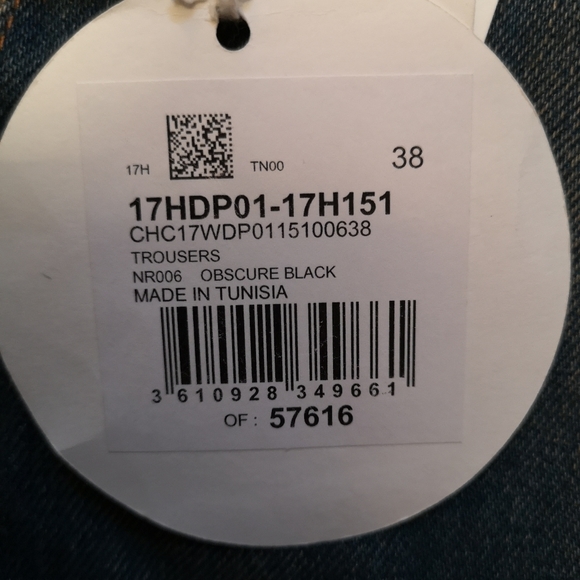 17H TN00 38
17HDP01-17H151
CHC17WDP0115100638
TROUSERS
NR006 OBSCURE BLACK
MADE IN TUNISIA
3 610928 349661
OF : 57616